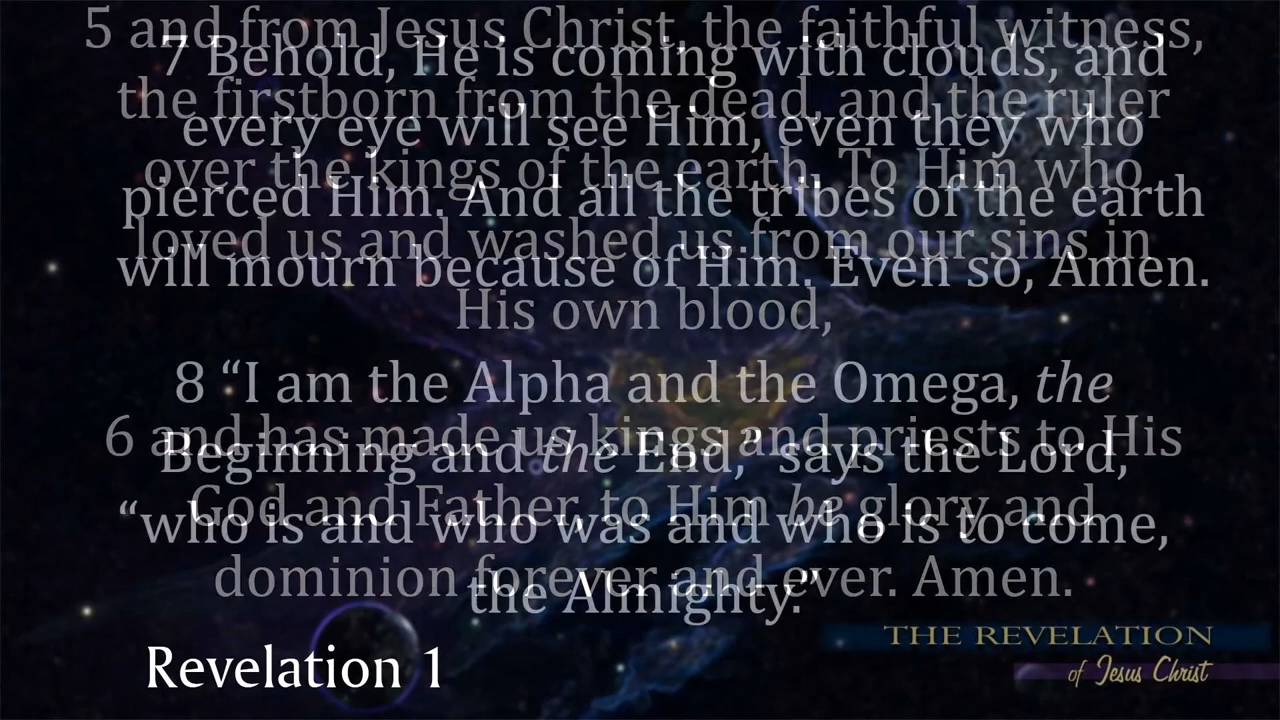 5 and from Jesus Christ, the faithful witness,
the firstborn from the dead, and the ruler
over the kings of the earth. To Him who
loved us and washed us from our sins in
His own blood,
6 and has made us kings and priests to His
God and Father, to Him be glory and
dominion forever and ever. Amen.
7 Behold, He is coming with clouds, and
every eye will see Him, even they who
pierced Him. And all the tribes of the earth
will mourn because of Him. Even so, Amen.
8 “I am the Alpha and the Omega, the
Beginning and the End,” says the Lord,
“who is and who was and who is to come,
the Almighty.”
Revelation 1
THE REVELATION
of Jesus Christ